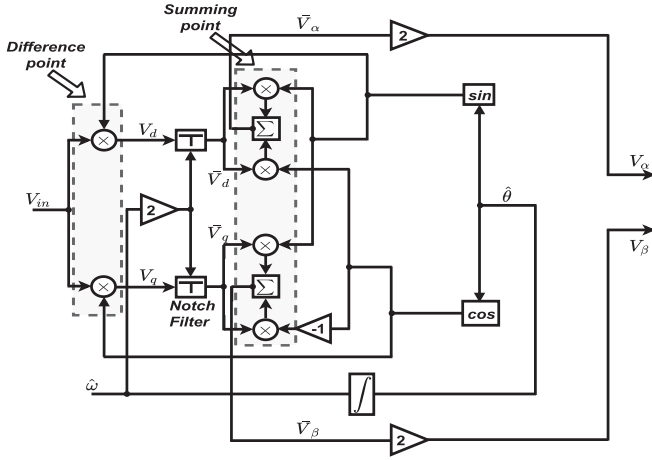 Summing
point
V̄α
2
Difference
point
×
sin
Σ
×
Vd
T
Vα
×
V̄d
Vin
2
θ̂
V̄q
×
Vβ
Vq
T
Σ
Notch
Filter
×
-1
cos
ω̂
∫
V̄β
2